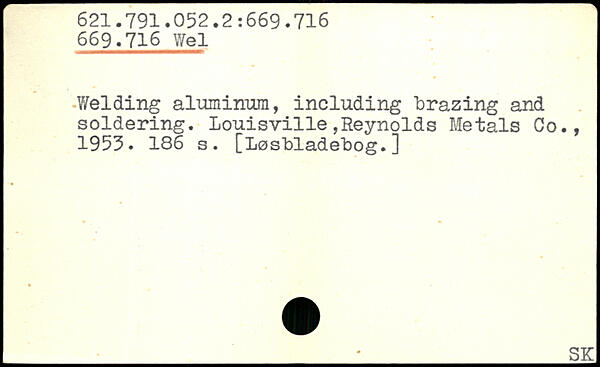 621.791.052.2:669.716
669.716 Wel
Welding aluminum, including brazing and
soldering. Louisville,Reynolds Metals Co.,
1953. 186 s. [Løsbladebog.]
SK